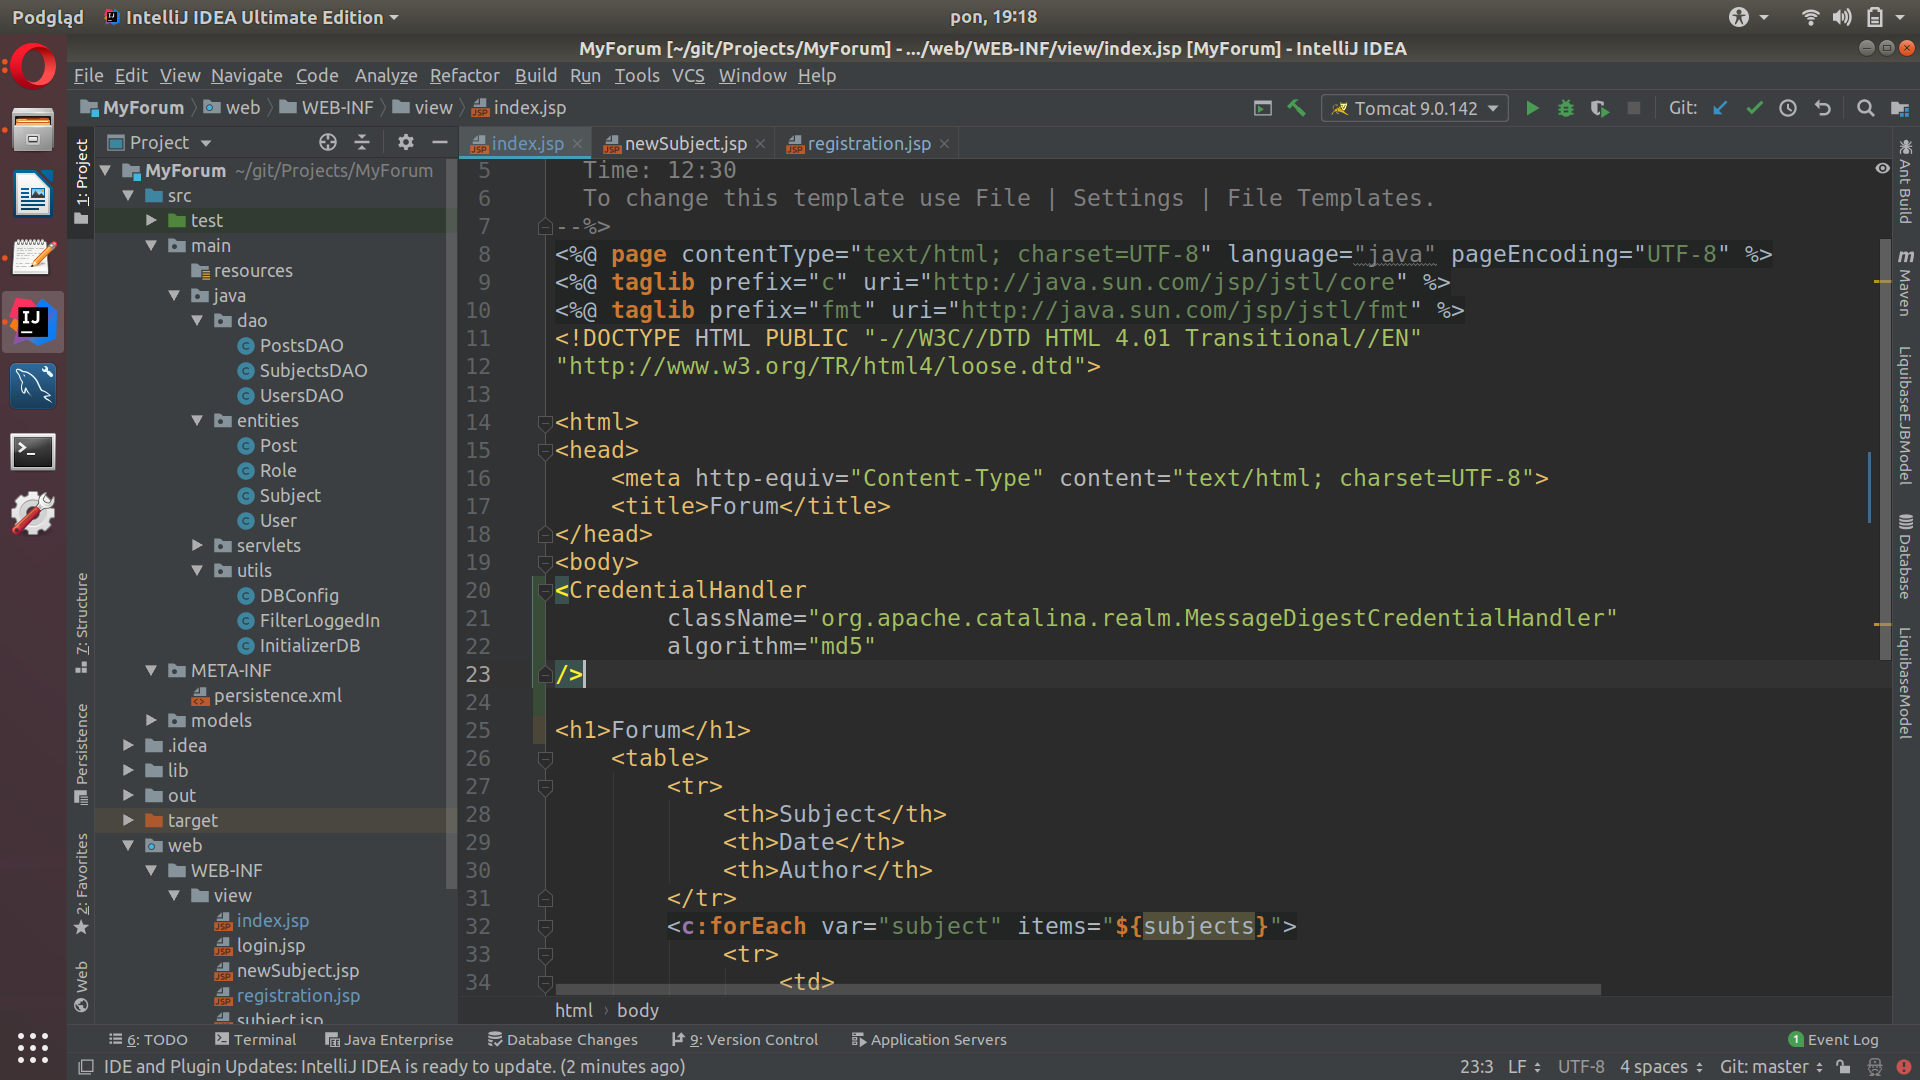 Podgląd
IntelliJ IDEA Ultimate Edition
pon, 19:18
MyForum [~/git/Projects/MyForum] - .../web/WEB-INF/view/index.jsp [MyForum] - IntelliJ IDEA
File Edit View Navigate Code Analyze Refactor Build Run Tools VCS Window Help
MyForum web WEB-INF view index.jsp
Tomcat 9.0.142
Git:
1: Project
7: Structure
Persistence
2: Favorites
Web
Project
MyForum ~/git/Projects/MyForum
src
test
main
resources
java
dao
PostsDAO
SubjectsDAO
UsersDAO
entities
Post
Role
Subject
User
servlets
utils
DBConfig
FilterLoggedIn
InitializerDB
META-INF
persistence.xml
models
.idea
lib
out
target
web
WEB-INF
view
index.jsp
login.jsp
newSubject.jsp
registration.jsp
subject.jsp
index.jsp newSubject.jsp registration.jsp
5 Time: 12:30
6 To change this template use File | Settings | File Templates.
7 --%>
8 <%@ page contentType="text/html; charset=UTF-8" language="java" pageEncoding="UTF-8" %>
9 <%@ taglib prefix="c" uri="http://java.sun.com/jsp/jstl/core" %>
10 <%@ taglib prefix="fmt" uri="http://java.sun.com/jsp/jstl/fmt" %>
11 <!DOCTYPE HTML PUBLIC "-//W3C//DTD HTML 4.01 Transitional//EN"
12 "http://www.w3.org/TR/html4/loose.dtd">
13
14 <html>
15 <head>
16 <meta http-equiv="Content-Type" content="text/html; charset=UTF-8">
17 <title>Forum</title>
18 </head>
19 <body>
20 <CredentialHandler
21 className="org.apache.catalina.realm.MessageDigestCredentialHandler"
22 algorithm="md5"
23 />
24
25 <h1>Forum</h1>
26 <table>
27 <tr>
28 <th>Subject</th>
29 <th>Date</th>
30 <th>Author</th>
31 </tr>
32 <c:forEach var="subject" items="${subjects}">
33 <tr>
34 <td>
html body
Ant Build
Maven
LiquibaseEJBModel
Database
LiquibaseModel
6: TODO Terminal Java Enterprise Database Changes 9: Version Control Application Servers
1 Event Log
IDE and Plugin Updates: IntelliJ IDEA is ready to update. (2 minutes ago)
23:3 LF UTF-8 4 spaces Git: master